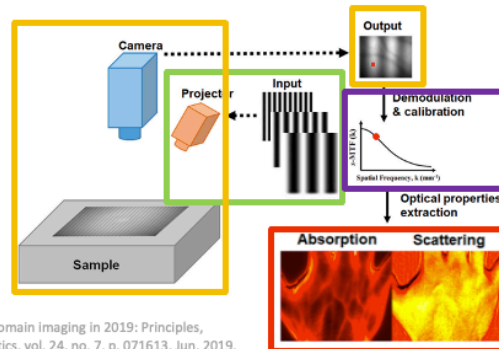 Output
Camera
Input
Projector
Demodulation
& calibration
s-MTF (k)
Spatial Frequency, k (mm⁻¹)
Optical properties
extraction
Sample
Absorption
Scattering
omain imaging in 2019: Principles,
tics, vol. 24, no. 7, p. 071613, Jun. 2019.